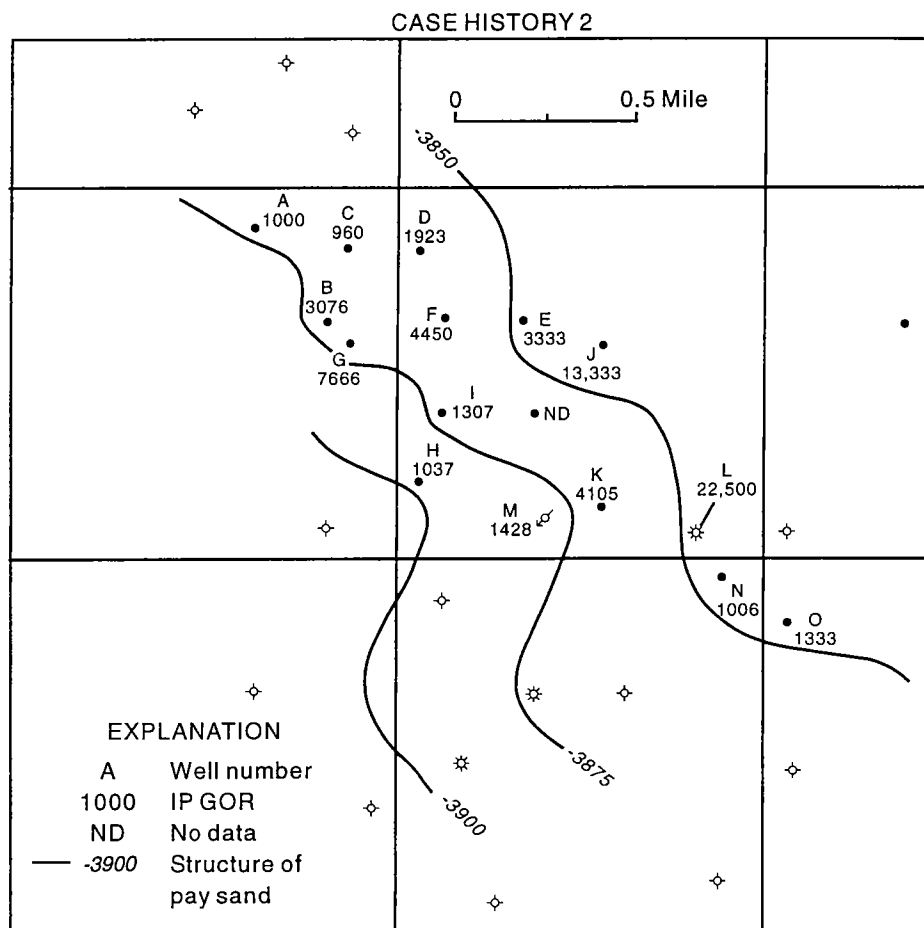 CASE HISTORY 2
0 0.5 Mile
-3850
A
1000
C
960
D
1923
B
3076
F
4450
E
3333
J
13,333
G
7666
I
1307
ND
H
1037
K
4105
L
22,500
M
1428
N
1006
O
1333
-3875
-3900
EXPLANATION
A Well number
1000 IP GOR
ND No data
-3900 Structure of
pay sand